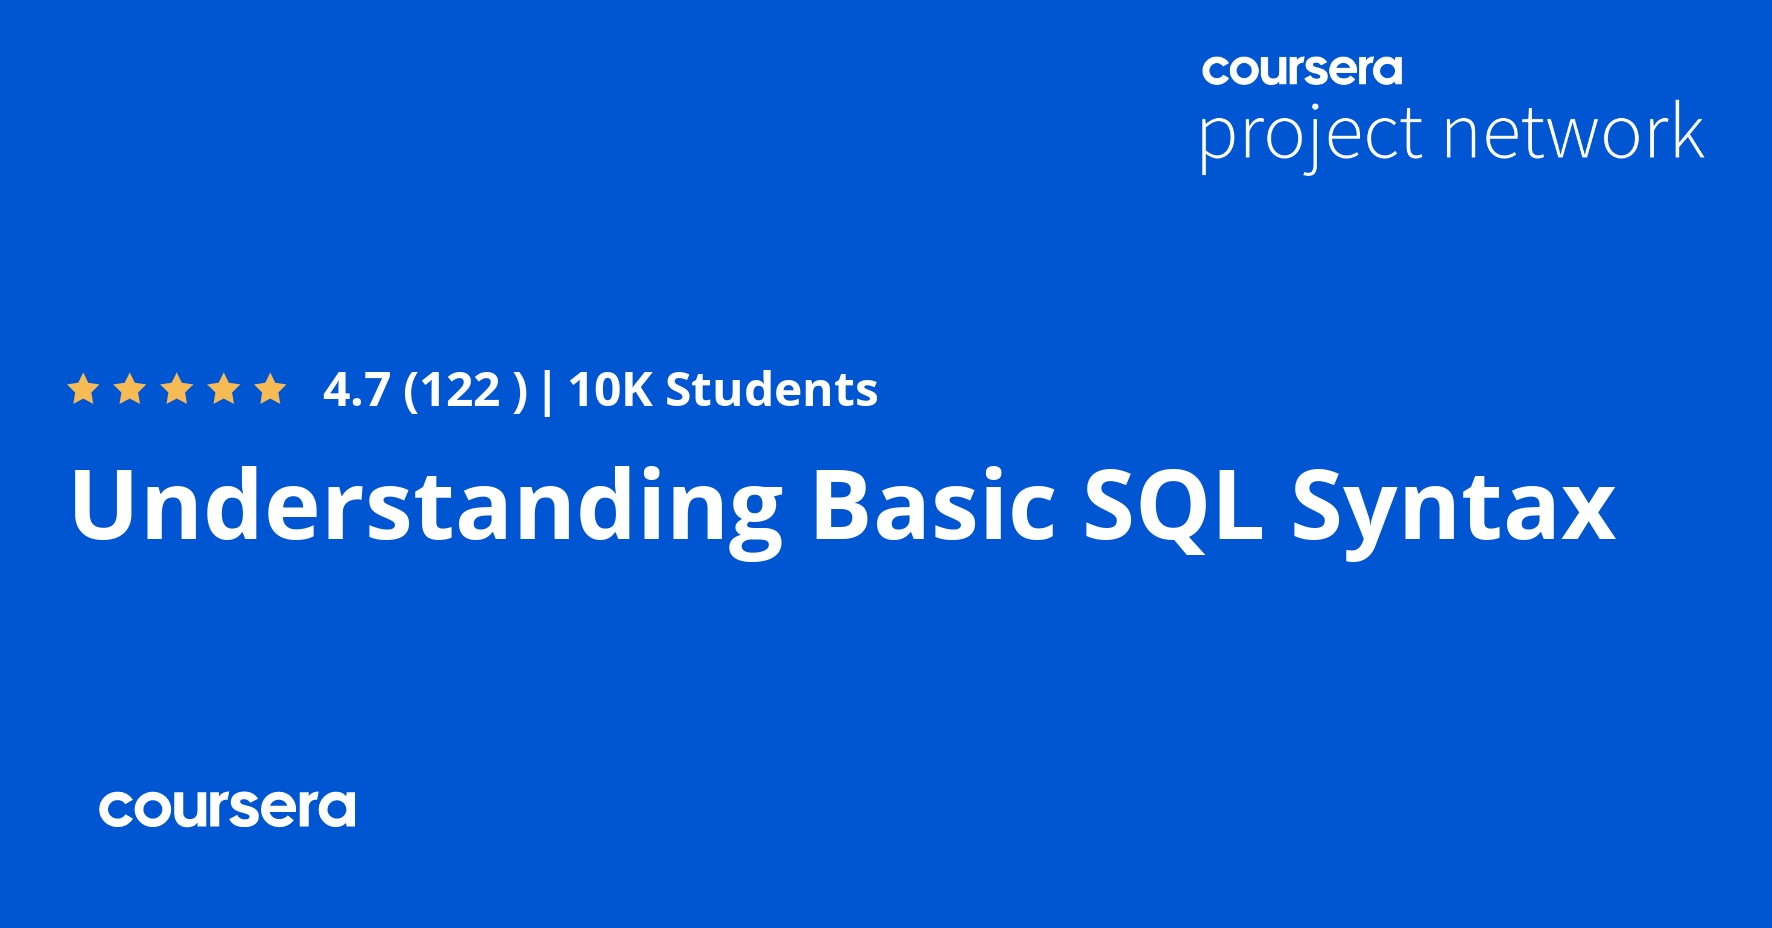 coursera
project network
4.7 (122 ) | 10K Students
Understanding Basic SQL Syntax
coursera